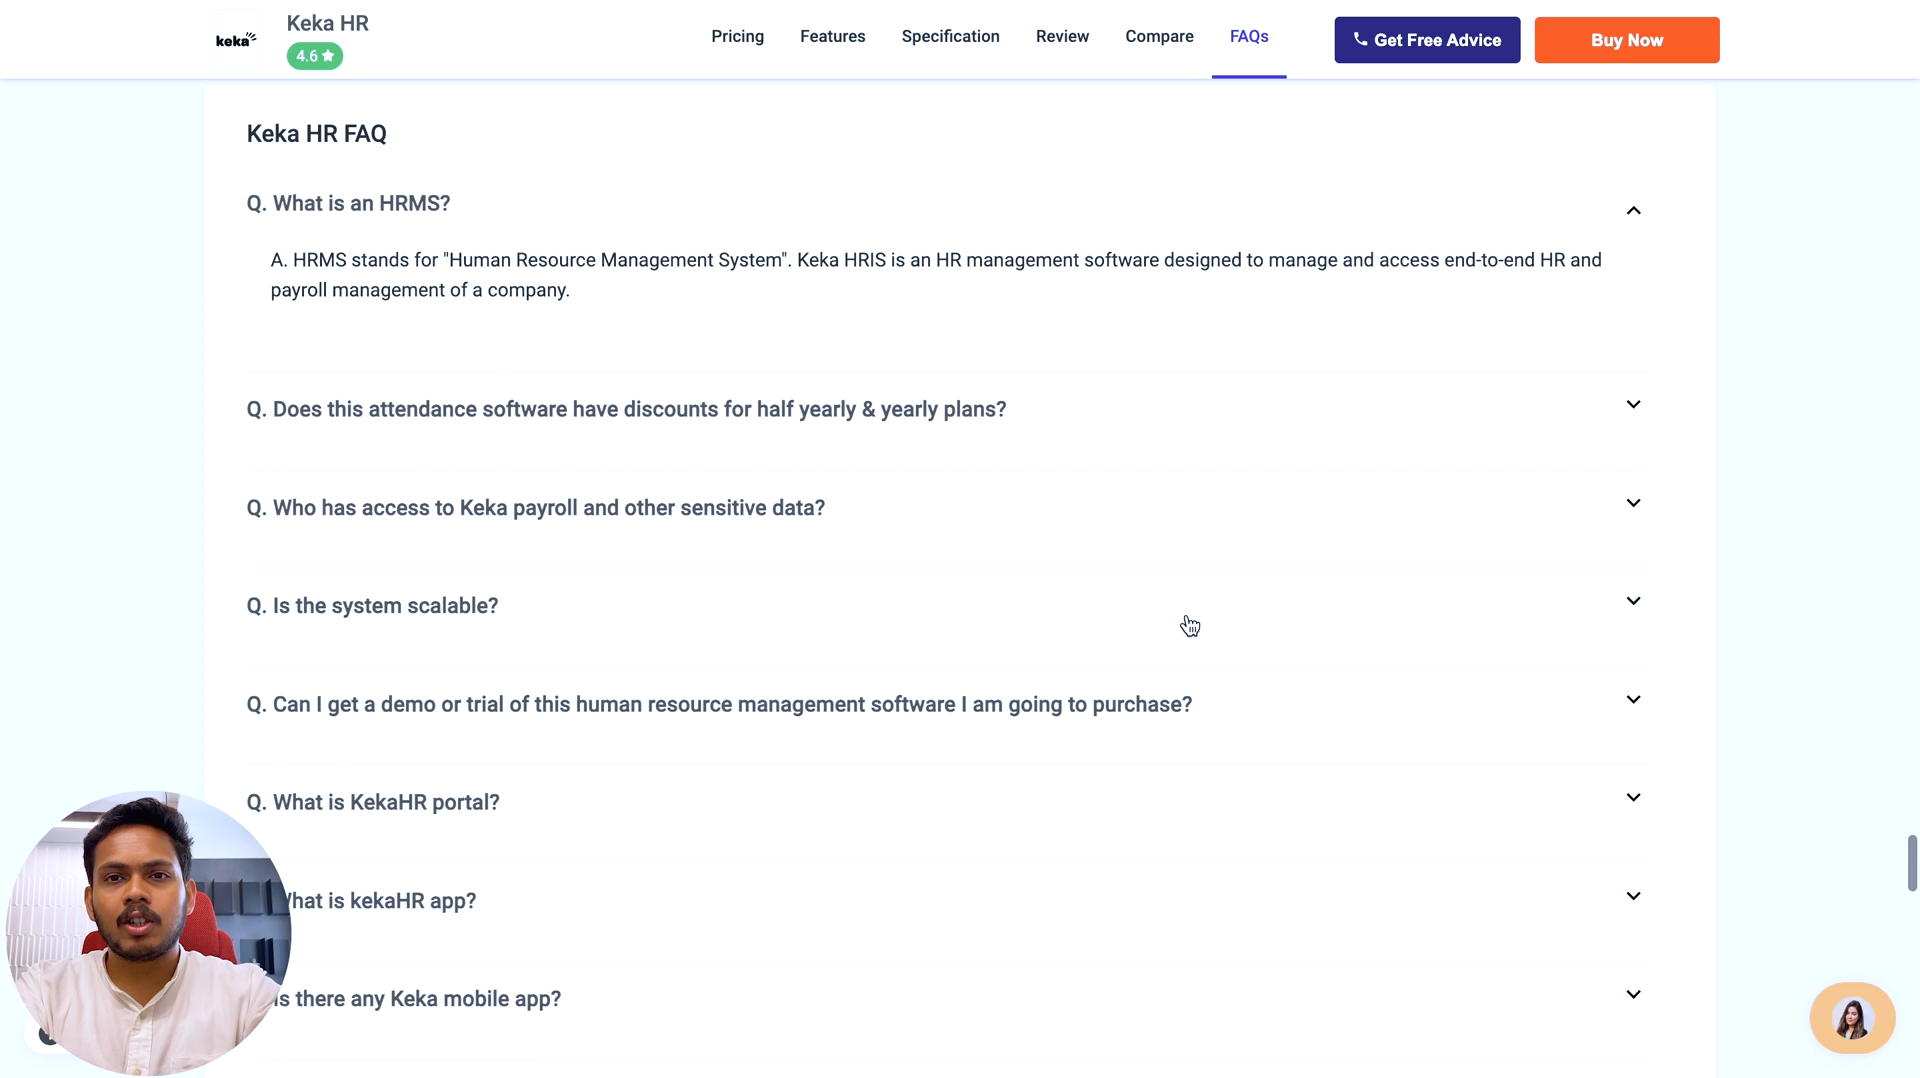 keka
Keka HR
4.6
Pricing
Features
Specification
Review
Compare
FAQs
Get Free Advice
Buy Now
Keka HR FAQ
Q. What is an HRMS?
A. HRMS stands for "Human Resource Management System". Keka HRIS is an HR management software designed to manage and access end-to-end HR and
payroll management of a company.
Q. Does this attendance software have discounts for half yearly & yearly plans?
Q. Who has access to Keka payroll and other sensitive data?
Q. Is the system scalable?
Q. Can I get a demo or trial of this human resource management software I am going to purchase?
Q. What is KekaHR portal?
What is kekaHR app?
Is there any Keka mobile app?